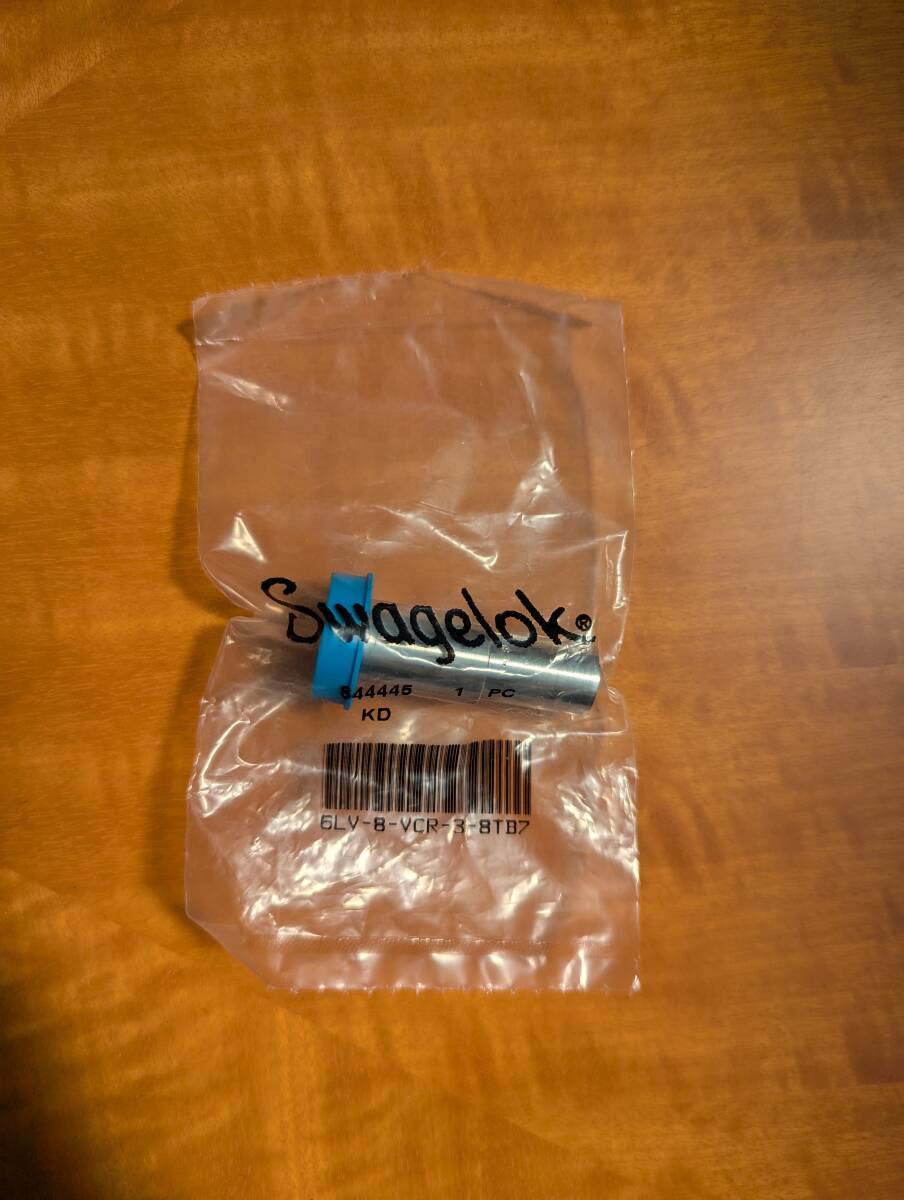 Swagelok®
644445 1 PC
KD
6LV-8-VCR-3-8TB7